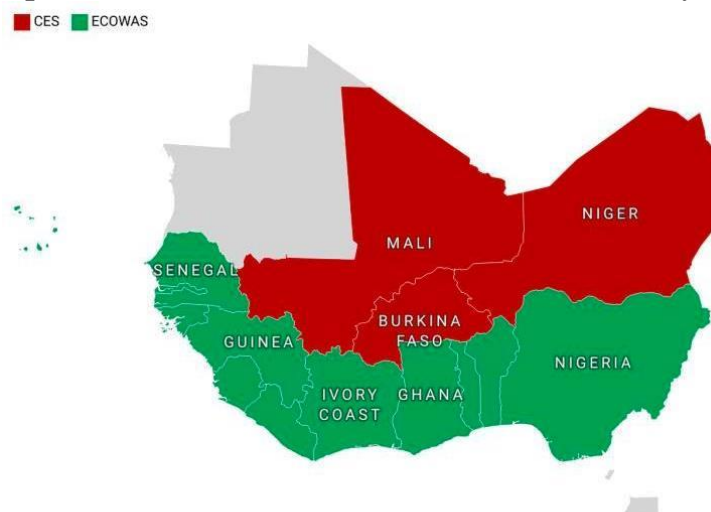 CES ECOWAS
NIGER
MALI
SENEGAL
BURKINA
FASO
GUINEA
NIGERIA
IVORY
COAST
GHANA